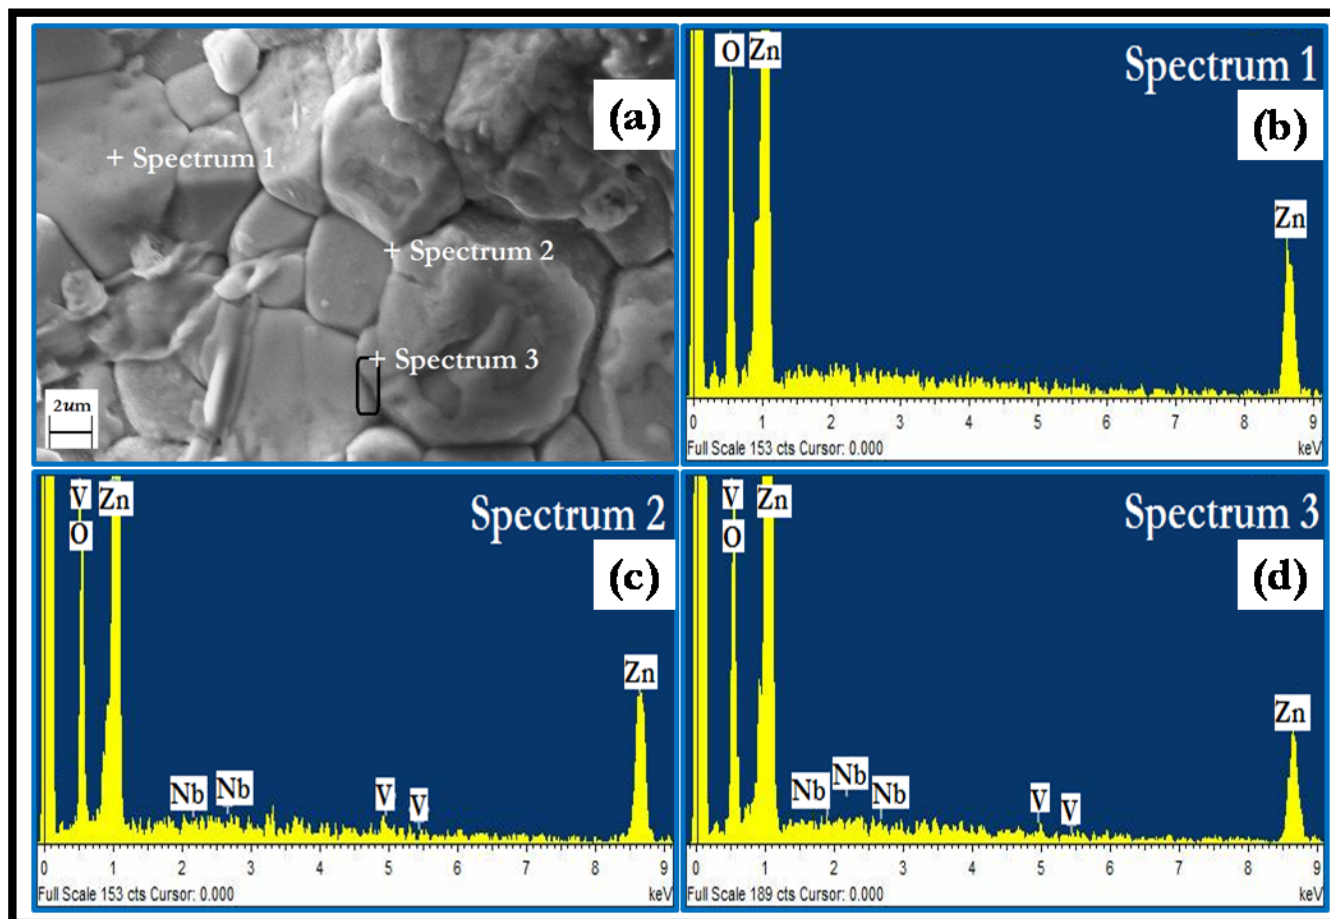 (a)
+ Spectrum 1
+ Spectrum 2
+ Spectrum 3
2um
Spectrum 1
(b)
O Zn
Zn
0 1 2 3 4 5 6 7 8 9
Full Scale 153 cts Cursor: 0.000 keV
Spectrum 2
(c)
V
O Zn
Zn
Nb Nb V V
0 1 2 3 4 5 6 7 8 9
Full Scale 153 cts Cursor: 0.000 keV
Spectrum 3
(d)
V
O Zn
Zn
Nb Nb Nb V V
0 1 2 3 4 5 6 7 8 9
Full Scale 189 cts Cursor: 0.000 keV